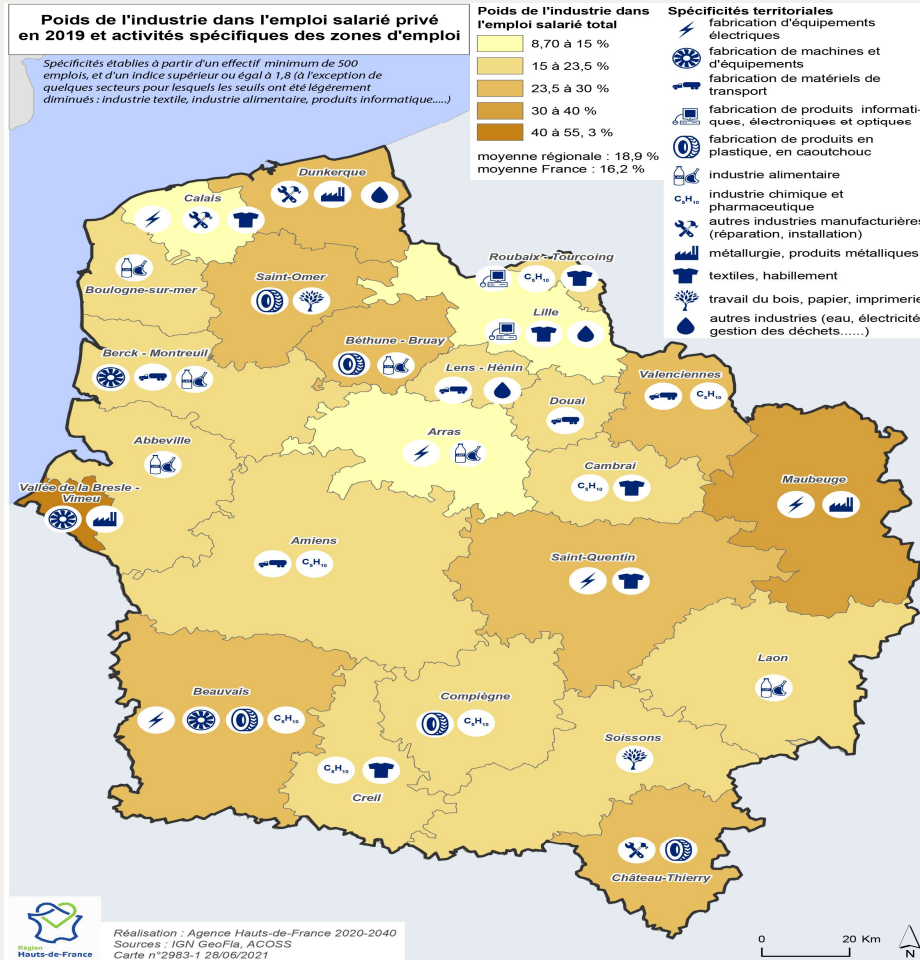 Poids de l'industrie dans l'emploi salarié privé
en 2019 et activités spécifiques des zones d'emploi
Spécificités établies à partir d'un effectif minimum de 500
emplois, et d'un indice supérieur ou égal à 1,8 (à l'exception de
quelques secteurs pour lesquels les seuils ont été légérement
diminués : industrie textile, industrie alimentaire, produits informatique.....)
Poids de l'industrie dans
l'emploi salarié total
8,70 à 15 %
15 à 23,5 %
23,5 à 30 %
30 à 40 %
40 à 55, 3 %
moyenne régionale : 18,9 %
moyenne France : 16,2 %
Spécificités territoriales
fabrication d'équipements
électriques
fabrication de machines et
d'équipements
fabrication de matériels de
transport
fabrication de produits informati-
ques, électroniques et optiques
fabrication de produits en
plastique, en caoutchouc
industrie alimentaire
C₅H₁₀ industrie chimique et
pharmaceutique
autres industries manufacturières
(réparation, installation)
métallurgie, produits métalliques
textiles, habillement
travail du bois, papier, imprimerie
autres industries (eau, électricité
gestion des déchets......)
Dunkerque
Calais
Boulogne-sur-mer
Saint-Omer
Roubaix-Tourcoing
C₅H₁₀
Lille
Béthune - Bruay
Berck - Montreuil
Lens - Hénin
Valenciennes
C₅H₁₀
Douai
Arras
Abbeville
Cambrai
C₅H₁₀
Maubeuge
Vallée de la Bresle -
Vimeu
Amiens
C₅H₁₀
Saint-Quentin
Laon
Beauvais
C₅H₁₀
Compiègne
C₅H₁₀
Soissons
C₅H₁₀
Creil
Château-Thierry
Région
Hauts-de-France
Réalisation : Agence Hauts-de-France 2020-2040
Sources : IGN GeoFla, ACOSS
Carte n°2983-1 28/06/2021
0 20 Km
N